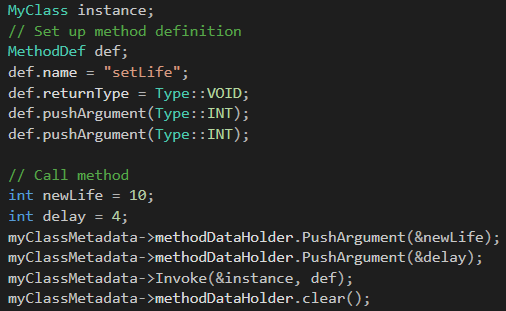 MyClass instance;
// Set up method definition
MethodDef def;
def.name = "setLife";
def.returnType = Type::VOID;
def.pushArgument(Type::INT);
def.pushArgument(Type::INT);

// Call method
int newLife = 10;
int delay = 4;
myClassMetadata->methodDataHolder.PushArgument(&newLife);
myClassMetadata->methodDataHolder.PushArgument(&delay);
myClassMetadata->Invoke(&instance, def);
myClassMetadata->methodDataHolder.clear();